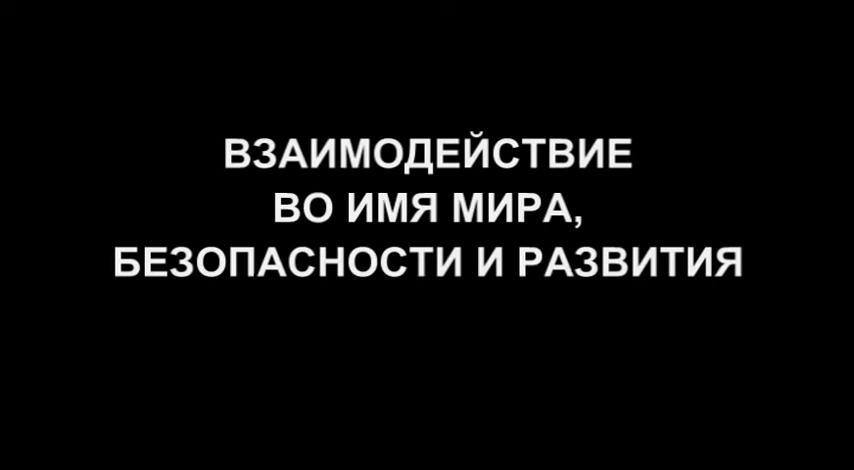 ВЗАИМОДЕЙСТВИЕ
ВО ИМЯ МИРА,
БЕЗОПАСНОСТИ И РАЗВИТИЯ